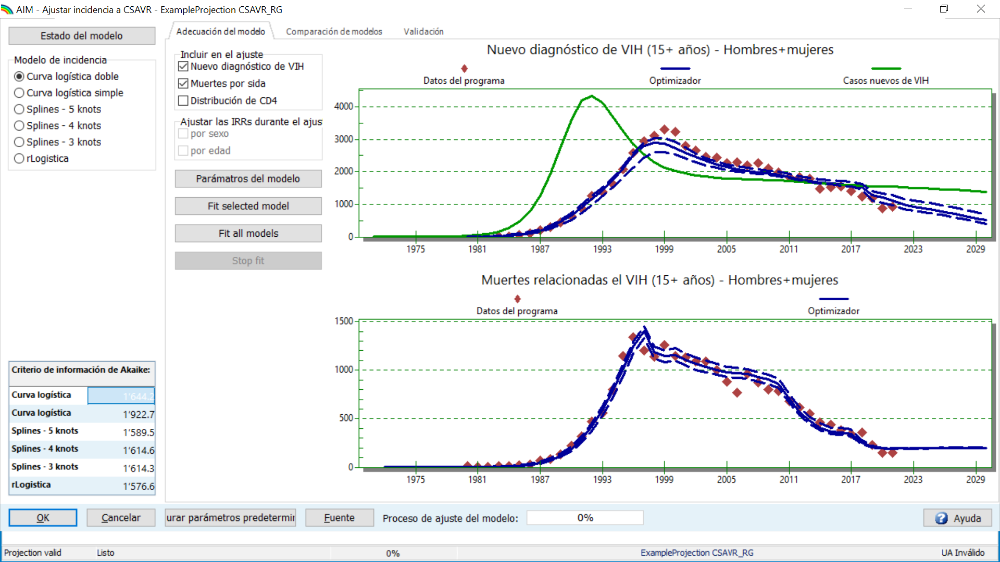 AIM - Ajustar incidencia a CSAVR - ExampleProjection CSAVR_RG
Estado del modelo
Modelo de incidencia
Curva logística doble
Curva logística simple
Splines - 5 knots
Splines - 4 knots
Splines - 3 knots
rLogistica
Criterio de información de Akaike:
Curva logística 1'644.2
Curva logística 1'922.7
Splines - 5 knots 1'589.5
Splines - 4 knots 1'614.6
Splines - 3 knots 1'614.3
rLogistica 1'576.6
Adecuación del modelo Comparación de modelos Validación
Incluir en el ajuste
Nuevo diagnóstico de VIH
Muertes por sida
Distribución de CD4
Ajustar las IRRs durante el ajus
por sexo
por edad
Parámatros del modelo
Fit selected model
Fit all models
Stop fit
Nuevo diagnóstico de VIH (15+ años) - Hombres+mujeres
Datos del programa Optimizador Casos nuevos de VIH
4000
3000
2000
1000
0
1975 1981 1987 1993 1999 2005 2011 2017 2023 2029
Muertes relacionadas el VIH (15+ años) - Hombres+mujeres
Datos del programa Optimizador
1500
1000
500
0
1975 1981 1987 1993 1999 2005 2011 2017 2023 2029
OK Cancelar urar parámetros predetermi Fuente Proceso de ajuste del modelo: 0% Ayuda
Projection valid Listo 0% ExampleProjection CSAVR_RG UA Inválido